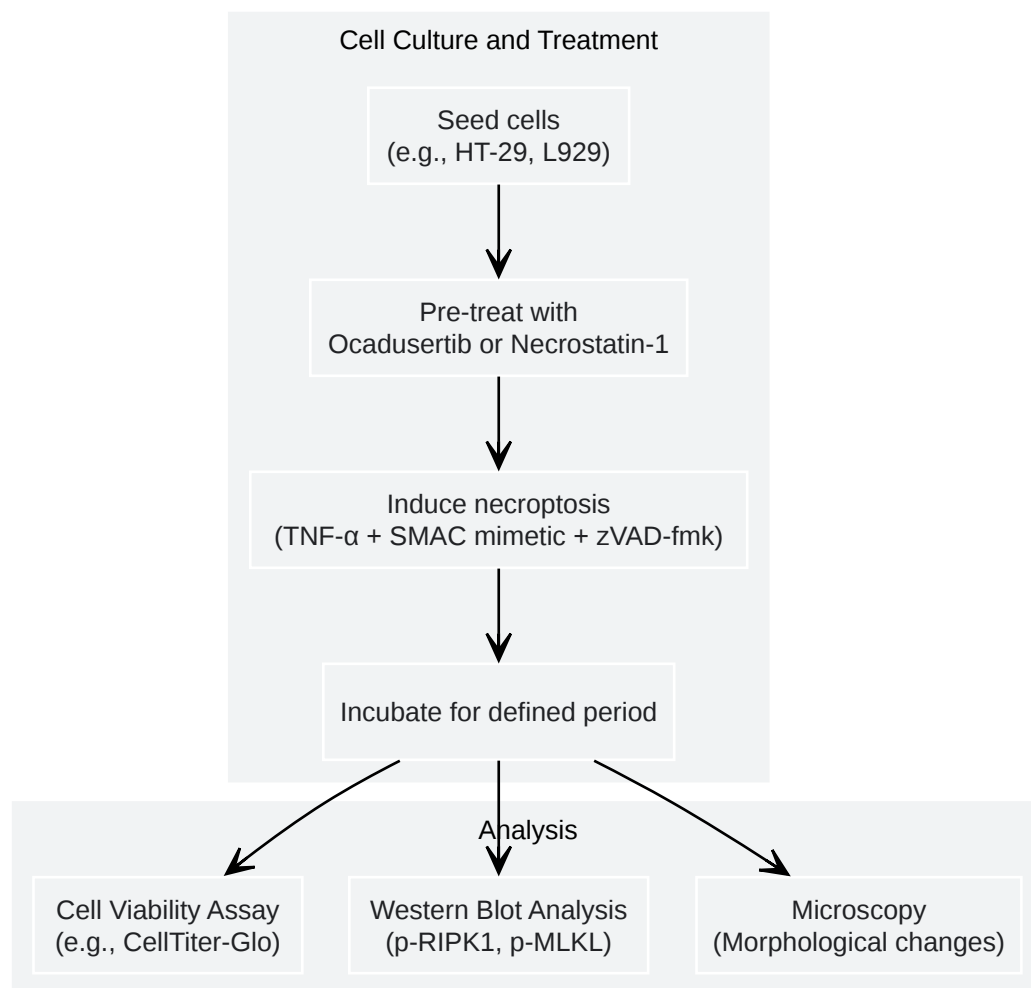 Cell Culture and Treatment
Seed cells
(e.g., HT-29, L929)
Pre-treat with
Ocadusertib or Necrostatin-1
Induce necroptosis
(TNF-α + SMAC mimetic + zVAD-fmk)
Incubate for defined period
Analysis
Cell Viability Assay
(e.g., CellTiter-Glo)
Western Blot Analysis
(p-RIPK1, p-MLKL)
Microscopy
(Morphological changes)